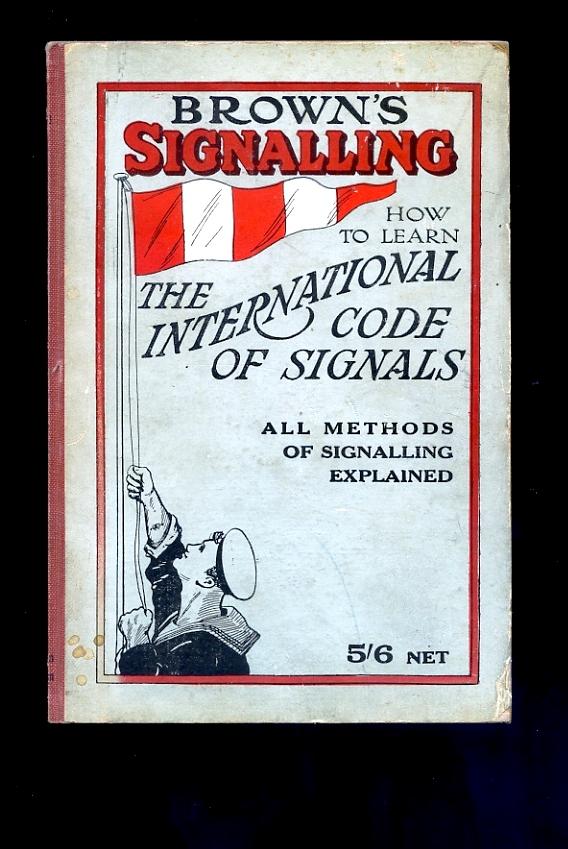 BROWN'S
SIGNALLING
HOW
TO LEARN
THE
INTERNATIONAL
CODE
OF SIGNALS
ALL METHODS
OF SIGNALLING
EXPLAINED
5/6 NET